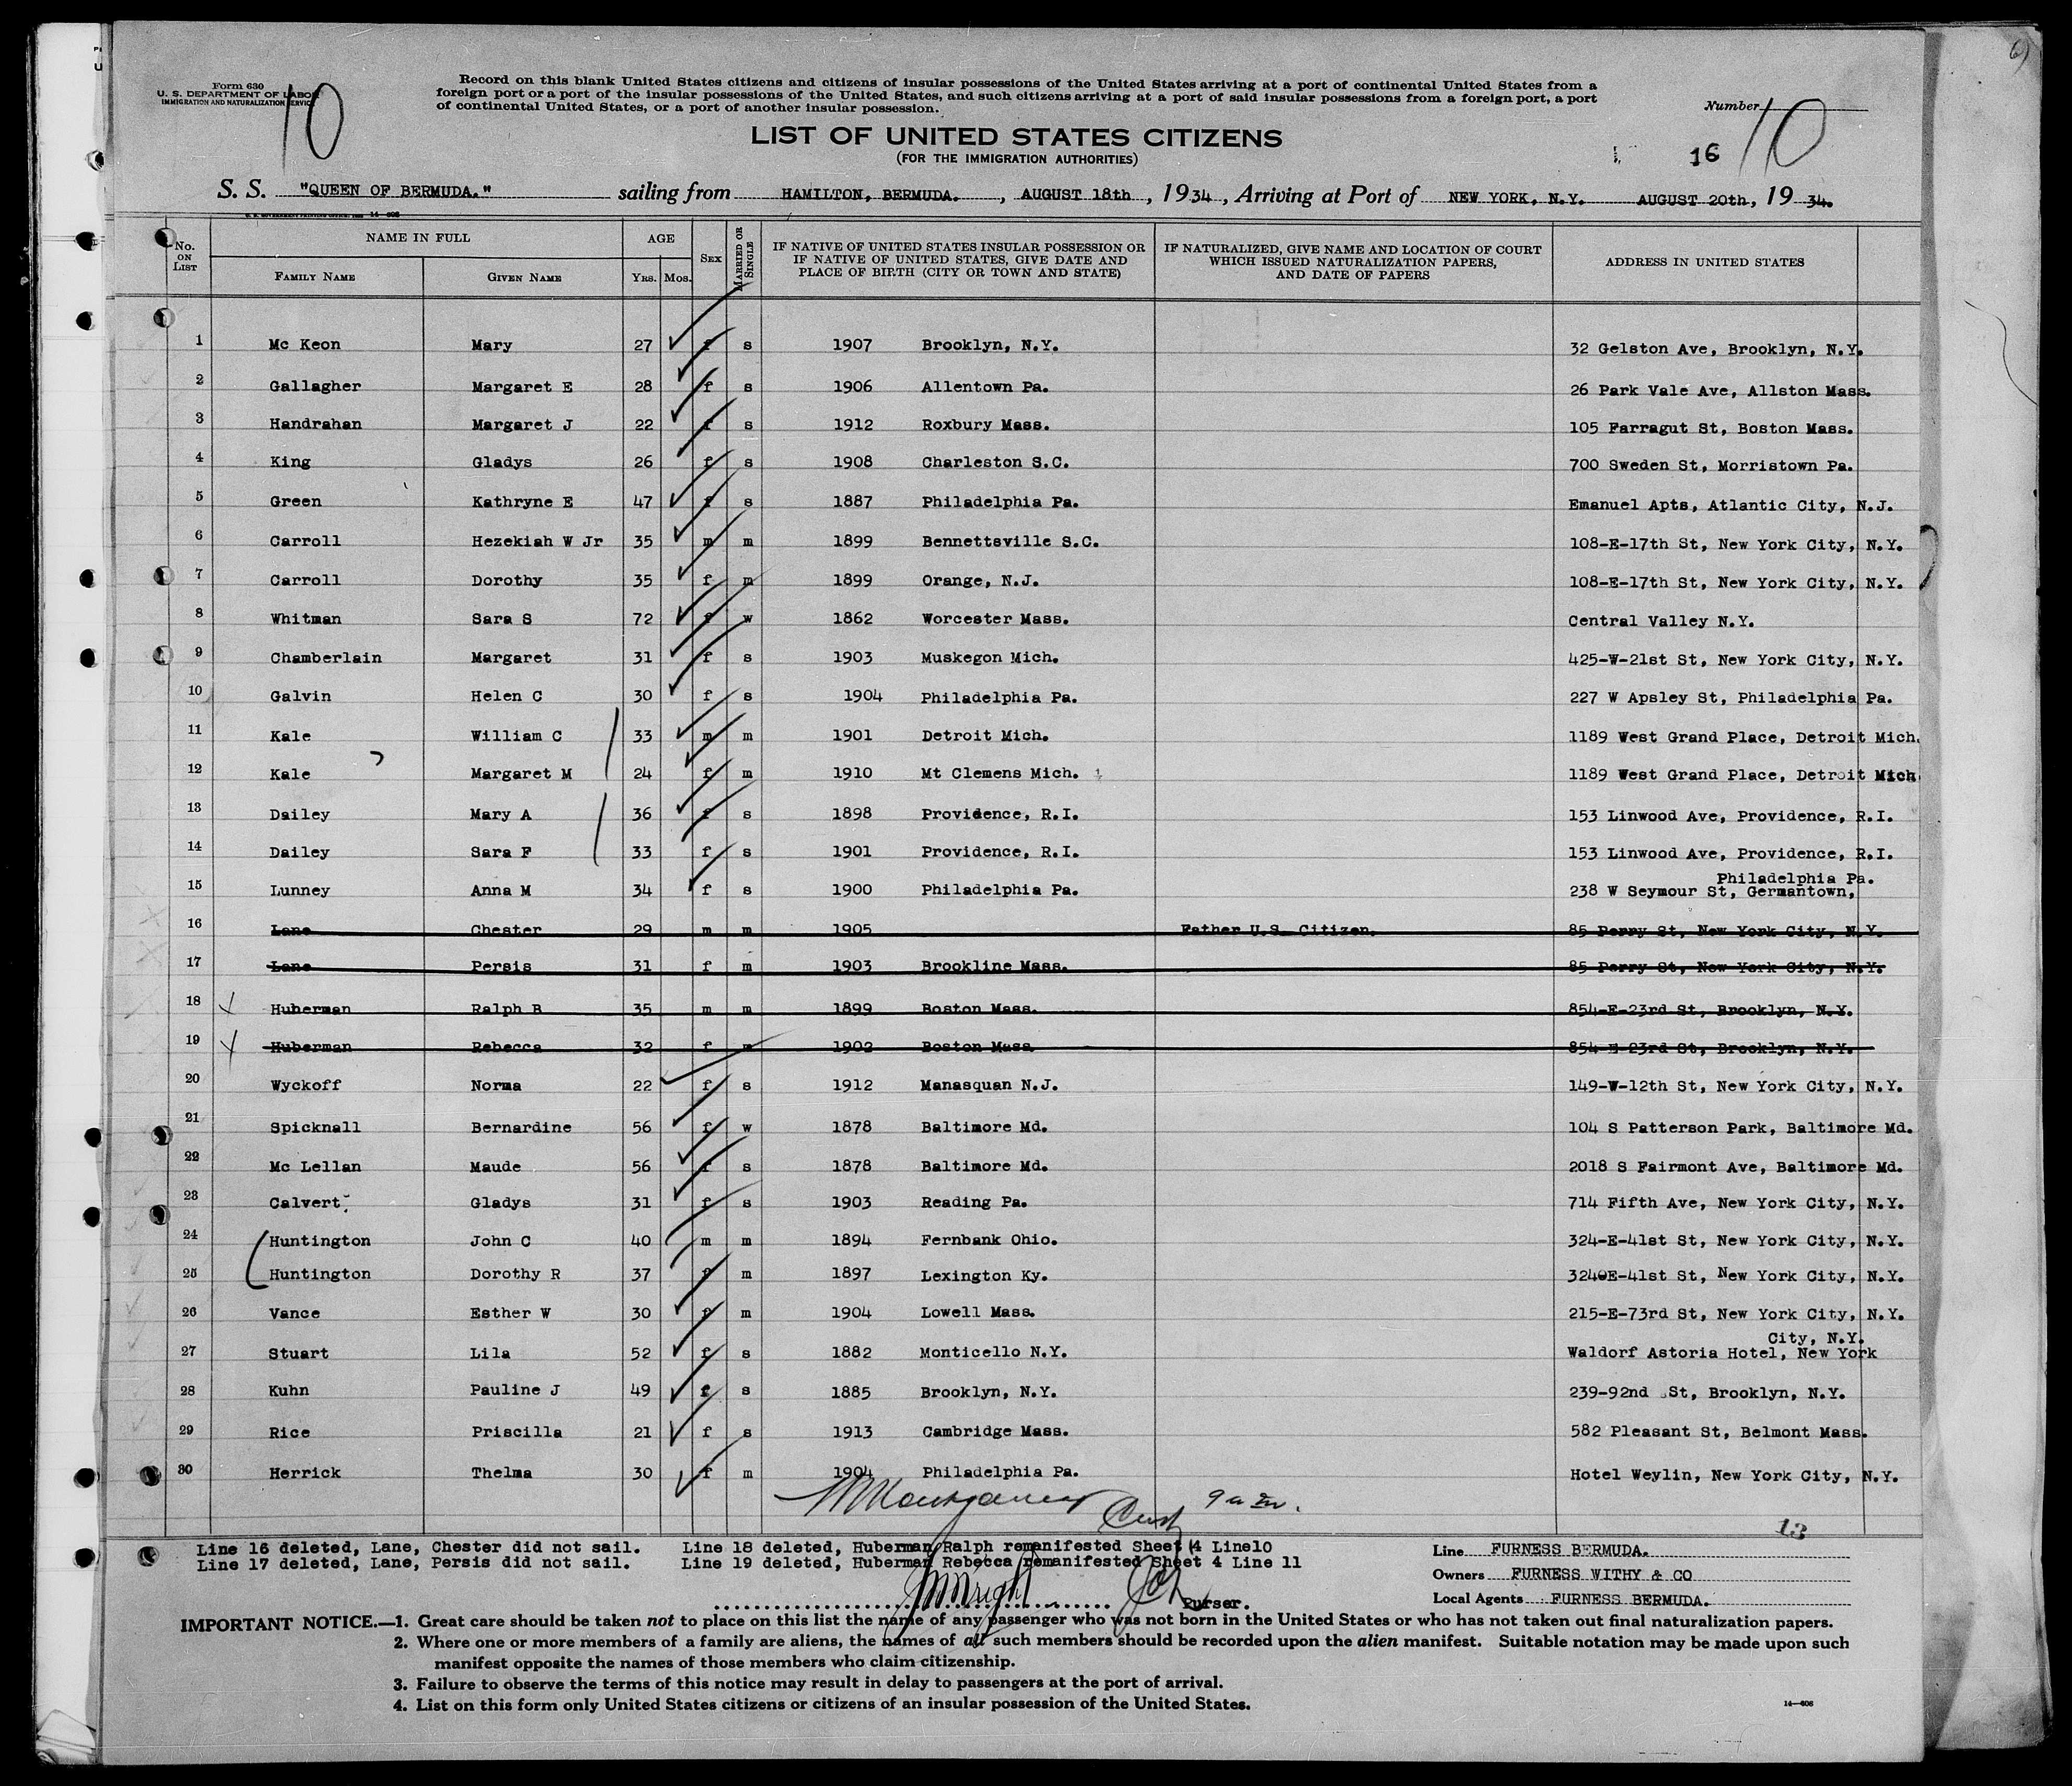 Form 630
U. S. DEPARTMENT OF LABOR
IMMIGRATION AND NATURALIZATION SERVICE
10
Record on this blank United States citizens and citizens of insular possessions of the United States arriving at a port of continental United States from a
foreign port or a port of the insular possessions of the United States, and such citizens arriving at a port of said insular possessions from a foreign port, a port
of continental United States, or a port of another insular possession.
Number
LIST OF UNITED STATES CITIZENS
(FOR THE IMMIGRATION AUTHORITIES)
16 10
S. S. "QUEEN OF BERMUDA." sailing from HAMILTON, BERMUDA. , AUGUST 18th , 1934 , Arriving at Port of NEW YORK, N.Y. AUGUST 20th, 19 34.
No. ON LIST NAME IN FULL FAMILY NAME GIVEN NAME AGE YRS. MOS. SEX MARRIED OR SINGLE IF NATIVE OF UNITED STATES INSULAR POSSESSION OR IF NATIVE OF UNITED STATES, GIVE DATE AND PLACE OF BIRTH (CITY OR TOWN AND STATE) IF NATURALIZED, GIVE NAME AND LOCATION OF COURT WHICH ISSUED NATURALIZATION PAPERS, AND DATE OF PAPERS ADDRESS IN UNITED STATES
1 Mc Keon Mary 27 f s 1907 Brooklyn, N.Y. 32 Gelston Ave, Brooklyn, N.Y.
2 Gallagher Margaret E 28 f s 1906 Allentown Pa. 26 Park Vale Ave, Allston Mass.
3 Handrahan Margaret J 22 f s 1912 Roxbury Mass. 105 Farragut St, Boston Mass.
4 King Gladys 26 f s 1908 Charleston S.C. 700 Sweden St, Morristown Pa.
5 Green Kathryne E 47 f s 1887 Philadelphia Pa. Emanuel Apts, Atlantic City, N.J.
6 Carroll Hezekiah W Jr 35 m m 1899 Bennettsville S.C. 108-E-17th St, New York City, N.Y.
7 Carroll Dorothy 35 f m 1899 Orange, N.J. 108-E-17th St, New York City, N.Y.
8 Whitman Sara S 72 f w 1862 Worcester Mass. Central Valley N.Y.
9 Chamberlain Margaret 31 f s 1903 Muskegon Mich. 425-W-21st St, New York City, N.Y.
10 Galvin Helen C 30 f s 1904 Philadelphia Pa. 227 W Apsley St, Philadelphia Pa.
11 Kale William C 33 m m 1901 Detroit Mich. 1189 West Grand Place, Detroit Mich.
12 Kale Margaret M 24 f m 1910 Mt Clemens Mich. 1189 West Grand Place, Detroit Mich.
13 Dailey Mary A 36 f s 1898 Providence, R.I. 153 Linwood Ave, Providence, R.I.
14 Dailey Sara F 33 f s 1901 Providence, R.I. 153 Linwood Ave, Providence, R.I.
Philadelphia Pa.
15 Lunney Anna M 34 f s 1900 Philadelphia Pa. 238 W Seymour St, Germantown,
16 Lane Chester 29 m m 1905 Father U.S. Citizen. 85 Perry St, New York City, N.Y.
17 Lane Persis 31 f m 1903 Brookline Mass. 85 Perry St, New York City, N.Y.
18 Huberman Ralph B 35 m m 1899 Boston Mass. 854-E-23rd St, Brooklyn, N.Y.
19 Huberman Rebecca 32 f m 1902 Boston Mass 854-E-23rd St, Brooklyn, N.Y.
20 Wyckoff Norma 22 f s 1912 Manasquan N.J. 149-W-12th St, New York City, N.Y.
21 Spicknall Bernardine 56 f w 1878 Baltimore Md. 104 S Patterson Park, Baltimore Md.
22 Mc Lellan Maude 56 f s 1878 Baltimore Md. 2018 S Fairmont Ave, Baltimore Md.
23 Calvert Gladys 31 f s 1903 Reading Pa. 714 Fifth Ave, New York City, N.Y.
24 Huntington John C 40 m m 1894 Fernbank Ohio. 324-E-41st St, New York City, N.Y.
25 Huntington Dorothy R 37 f m 1897 Lexington Ky. 324 E-41st St, New York City, N.Y.
26 Vance Esther W 30 f m 1904 Lowell Mass. 215-E-73rd St, New York City, N.Y.
City, N.Y.
27 Stuart Lila 52 f s 1882 Monticello N.Y. Waldorf Astoria Hotel, New York
28 Kuhn Pauline J 49 f s 1885 Brooklyn, N.Y. 239-92nd St, Brooklyn, N.Y.
29 Rice Priscilla 21 f s 1913 Cambridge Mass. 582 Pleasant St, Belmont Mass.
30 Herrick Thelma 30 f m 1904 Philadelphia Pa. Hotel Weylin, New York City, N.Y.
13
Line 16 deleted, Lane, Chester did not sail. Line 18 deleted, Huberman Ralph remanifested Sheet 4 Line10
Line 17 deleted, Lane, Persis did not sail. Line 19 deleted, Huberman Rebecca remanifested Sheet 4 Line 11
Purser.
Line FURNESS BERMUDA.
Owners FURNESS WITHY & CO
Local Agents FURNESS BERMUDA.
IMPORTANT NOTICE.—1. Great care should be taken not to place on this list the name of any passenger who was not born in the United States or who has not taken out final naturalization papers.
2. Where one or more members of a family are aliens, the names of all such members should be recorded upon the alien manifest. Suitable notation may be made upon such
manifest opposite the names of those members who claim citizenship.
3. Failure to observe the terms of this notice may result in delay to passengers at the port of arrival.
4. List on this form only United States citizens or citizens of an insular possession of the United States.
14—608